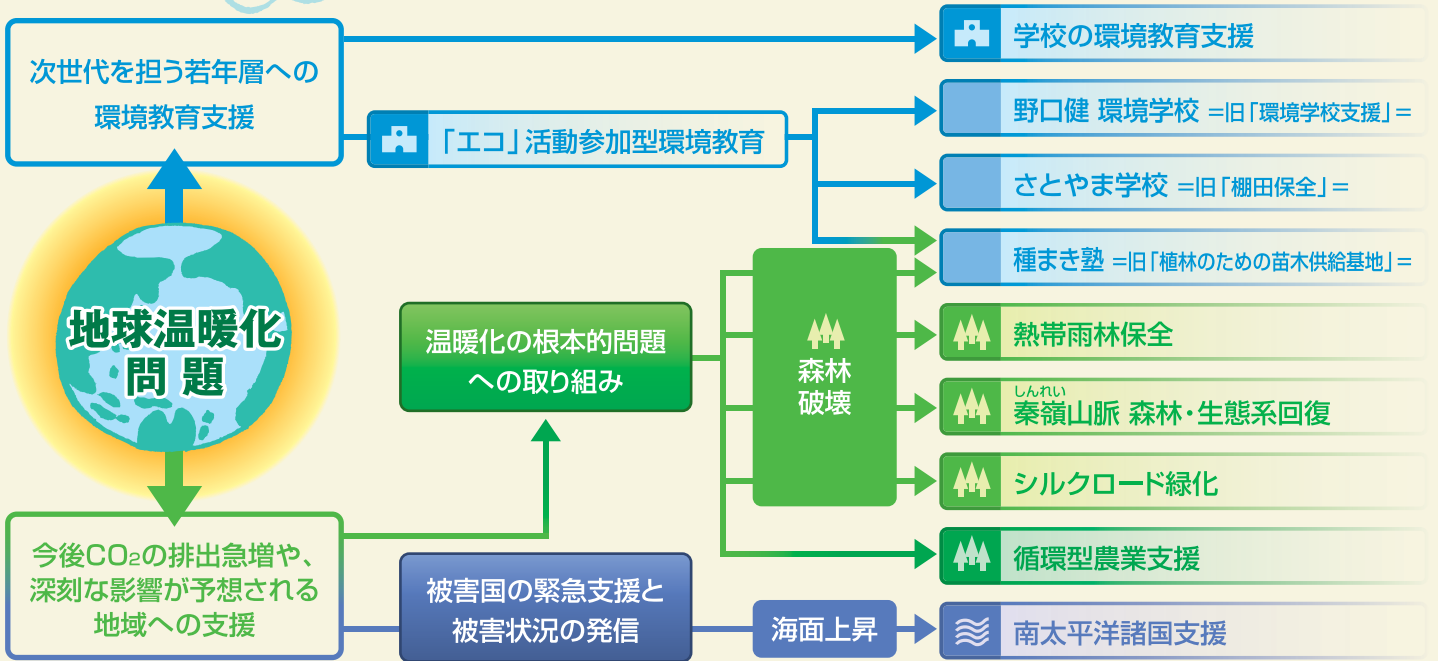 次世代を担う若年層への
環境教育支援
地球温暖化
問題
今後CO₂の排出急増や、
深刻な影響が予想される
地域への支援
「エコ」活動参加型環境教育
温暖化の根本的問題
への取り組み
被害国の緊急支援と
被害状況の発信
森林
破壊
海面上昇
学校の環境教育支援
野口健 環境学校 =旧「環境学校支援」=
さとやま学校 =旧「棚田保全」=
種まき塾 =旧「植林のための苗木供給基地」=
熱帯雨林保全
しんれい
秦嶺山脈 森林・生態系回復
シルクロード緑化
循環型農業支援
南太平洋諸国支援